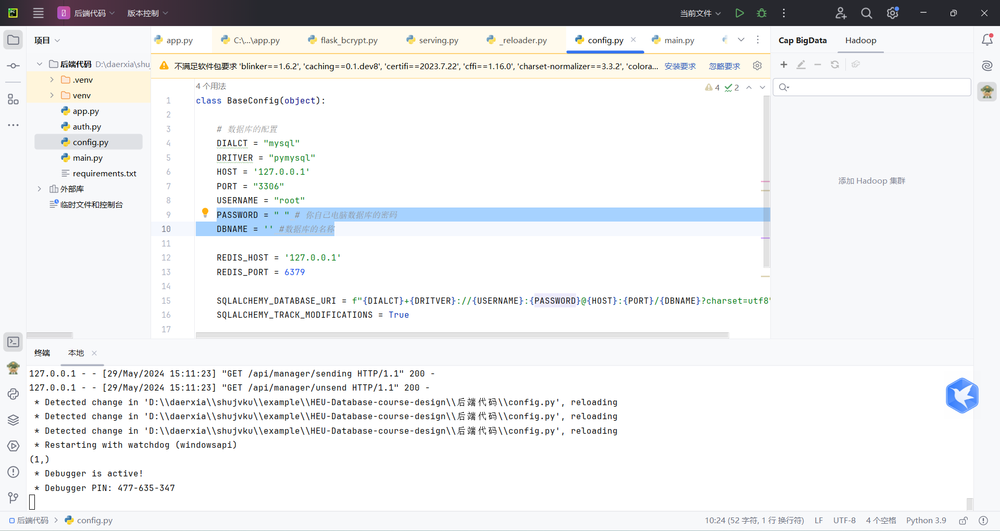 PC
后端代码
版本控制
当前文件
项目
app.py
C:\...\app.py
flask_bcrypt.py
serving.py
_reloader.py
config.py
main.py
Cap BigData
Hadoop
不满足软件包要求 'blinker==1.6.2', 'caching==0.1.dev8', 'certifi==2023.7.22', 'cffi==1.16.0', 'charset-normalizer==3.3.2', 'colora...
安装要求
忽略要求
后端代码 D:\daerxia\shu
.venv
venv
app.py
auth.py
config.py
main.py
requirements.txt
外部库
临时文件和控制台
4 个用法
4
2
1 class BaseConfig(object):
2
3 # 数据库的配置
4 DIALCT = "mysql"
5 DRITVER = "pymysql"
6 HOST = '127.0.0.1'
7 PORT = "3306"
8 USERNAME = "root"
9 PASSWORD = " " # 你自己电脑数据库的密码
10 DBNAME = '' #数据库的名称
11
12 REDIS_HOST = '127.0.0.1'
13 REDIS_PORT = 6379
14
15 SQLALCHEMY_DATABASE_URI = f"{DIALCT}+{DRITVER}://{USERNAME}:{PASSWORD}@{HOST}:{PORT}/{DBNAME}?charset=utf8"
16 SQLALCHEMY_TRACK_MODIFICATIONS = True
17
添加 Hadoop 集群
终端
本地
127.0.0.1 - - [29/May/2024 15:11:23] "GET /api/manager/sending HTTP/1.1" 200 -
127.0.0.1 - - [29/May/2024 15:11:23] "GET /api/manager/unsend HTTP/1.1" 200 -
* Detected change in 'D:\\daerxia\\shujvku\\example\\HEU-Database-course-design\\后端代码\\config.py', reloading
* Detected change in 'D:\\daerxia\\shujvku\\example\\HEU-Database-course-design\\后端代码\\config.py', reloading
* Detected change in 'D:\\daerxia\\shujvku\\example\\HEU-Database-course-design\\后端代码\\config.py', reloading
* Restarting with watchdog (windowsapi)
(1,)
* Debugger is active!
* Debugger PIN: 477-635-347
后端代码
config.py
10:24 (52 字符, 1 行 换行符)
LF
UTF-8
4 个空格
Python 3.9